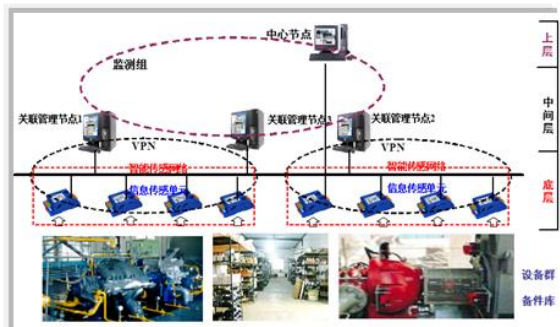 中心节点
上层
监测组
关联管理节点1
关联管理节点3
关联管理节点2
中间层
VPN
VPN
智能传感网络
智能传感网络
信息传感单元
信息传感单元
底层
设备群
备件库